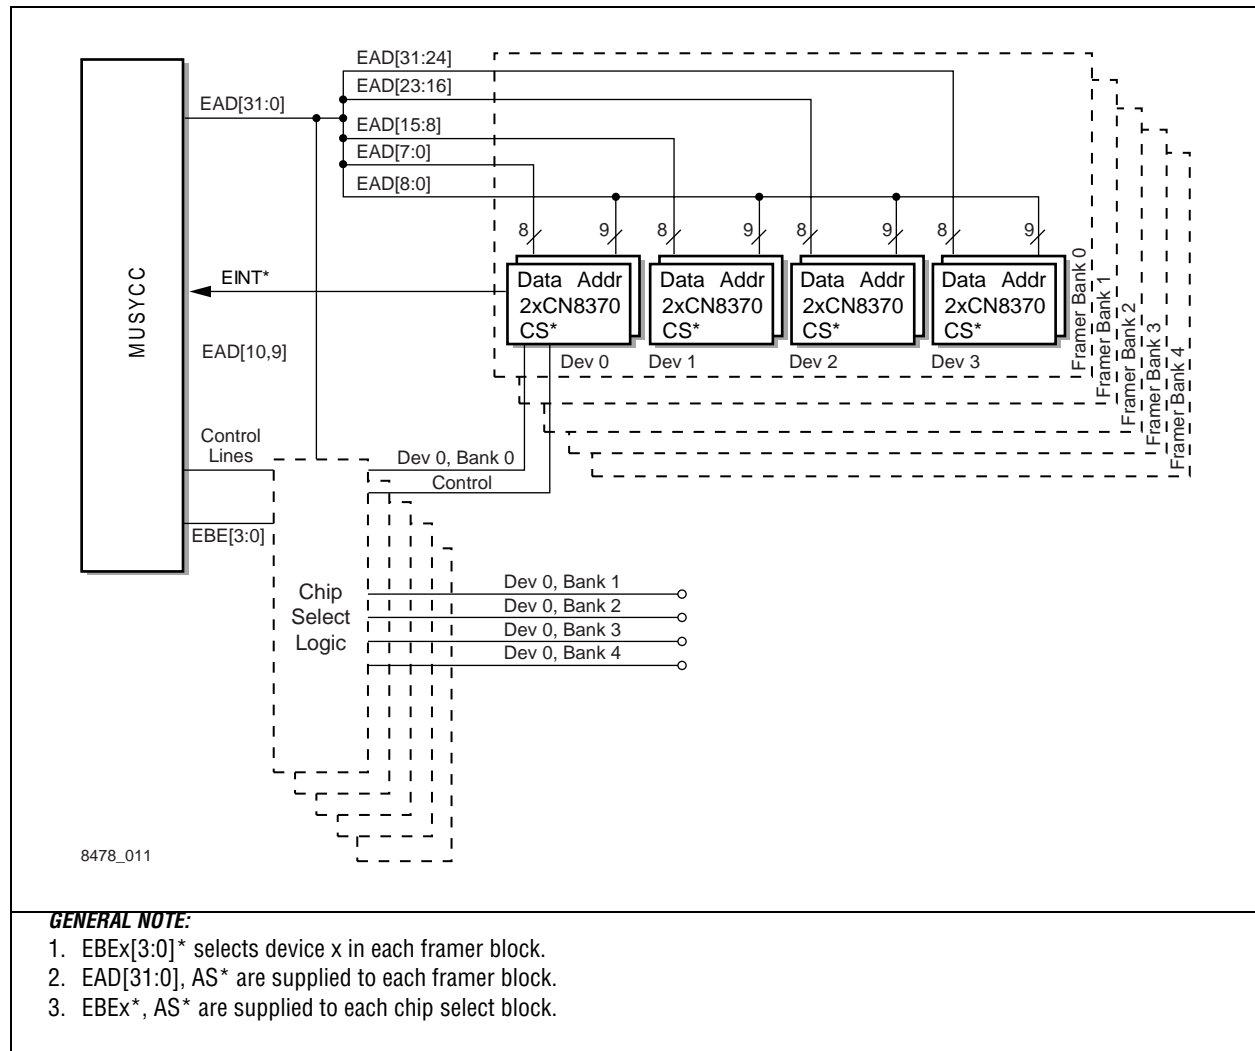 EAD[31:24]
EAD[23:16]
EAD[31:0]
EAD[15:8]
EAD[7:0]
EAD[8:0]
8 9 8 9 8 9 8 9
MUSYCC
EINT*
Data Addr
2xCN8370
CS*
Data Addr
2xCN8370
CS*
Data Addr
2xCN8370
CS*
Data Addr
2xCN8370
CS*
Dev 0
Dev 1
Dev 2
Dev 3
Framer Bank 0
Framer Bank 1
Framer Bank 2
Framer Bank 3
Framer Bank 4
EAD[10,9]
Control
Lines
Dev 0, Bank 0
Control
EBE[3:0]
Chip
Select
Logic
Dev 0, Bank 1
Dev 0, Bank 2
Dev 0, Bank 3
Dev 0, Bank 4
8478_011
GENERAL NOTE:
1. EBEx[3:0]* selects device x in each framer block.
2. EAD[31:0], AS* are supplied to each framer block.
3. EBEx*, AS* are supplied to each chip select block.